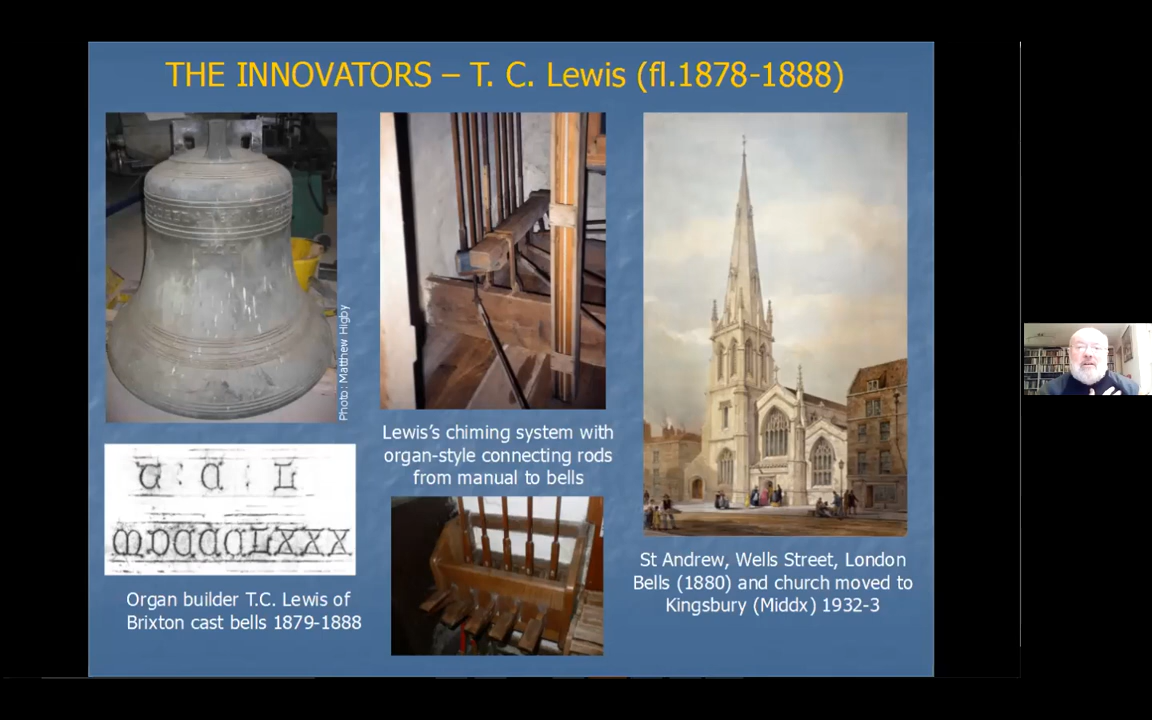 THE INNOVATORS – T. C. Lewis (fl.1878-1888)
Photo: Matthew Higby
T : C : L
MDCCCLXXX
Organ builder T.C. Lewis of
Brixton cast bells 1879-1888
Lewis's chiming system with
organ-style connecting rods
from manual to bells
St Andrew, Wells Street, London
Bells (1880) and church moved to
Kingsbury (Middx) 1932-3